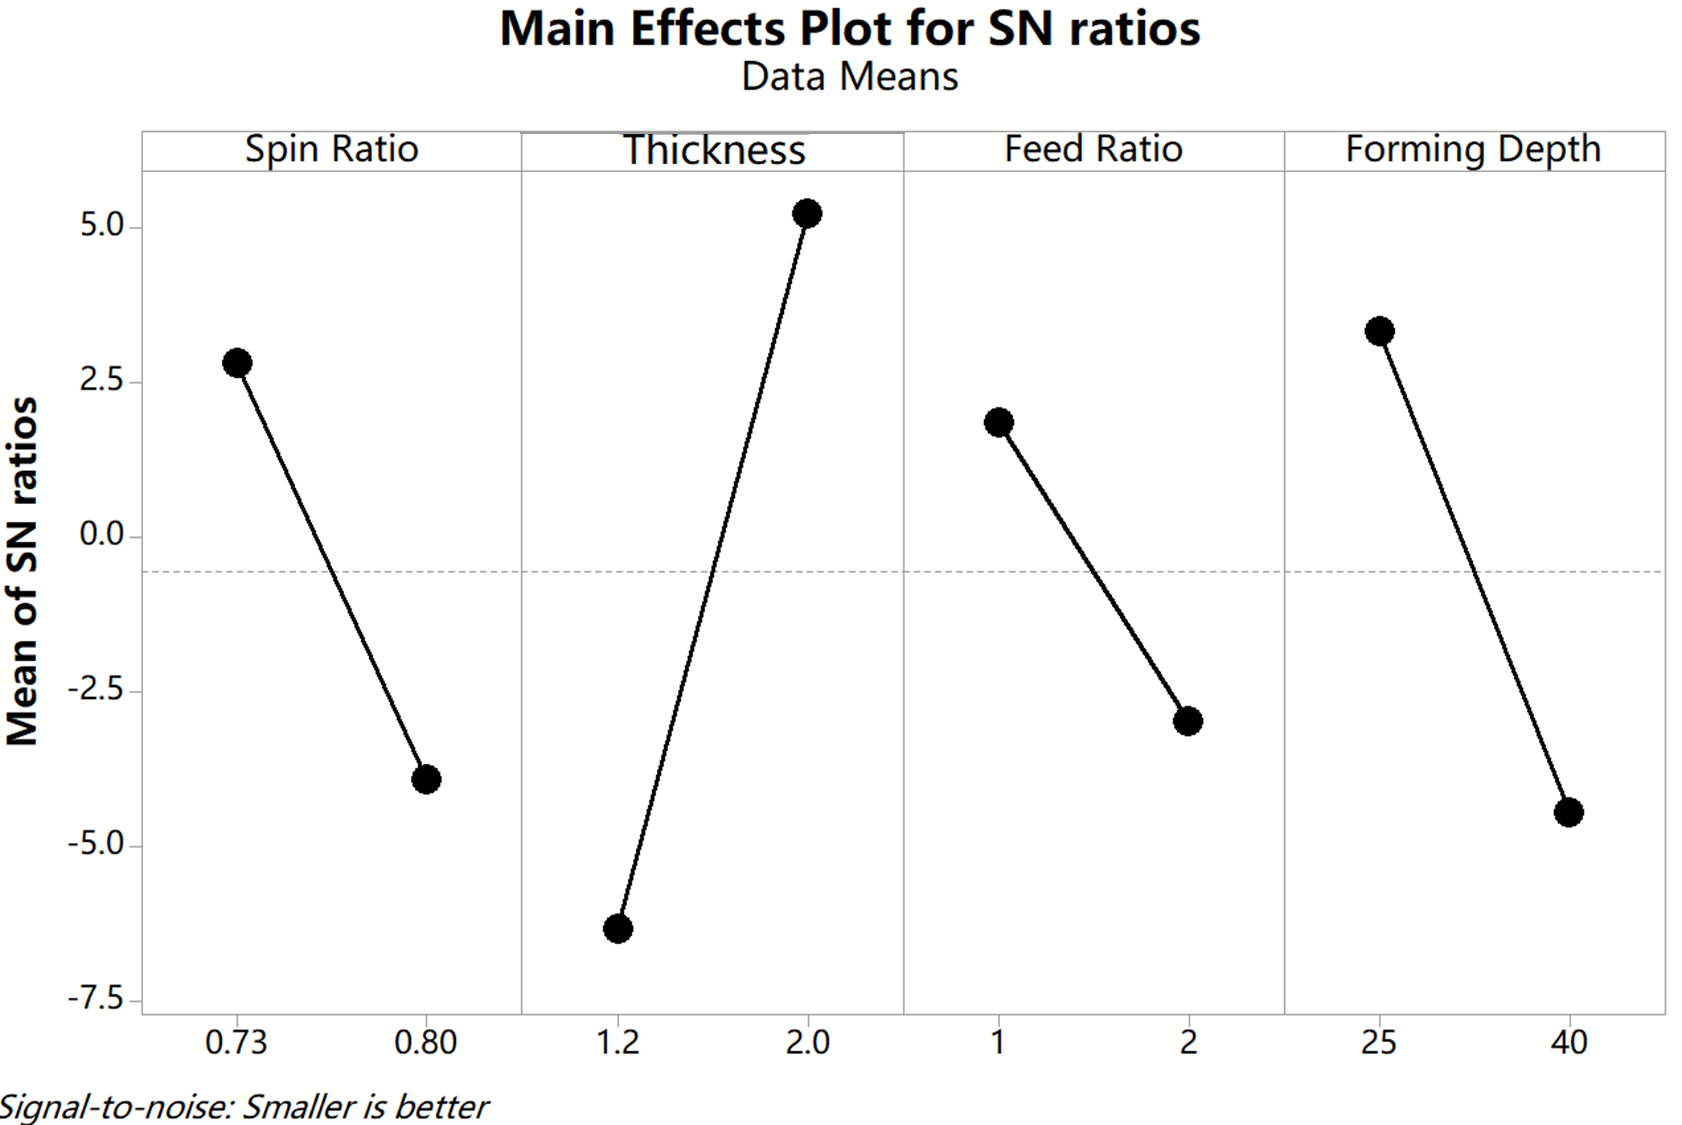 Main Effects Plot for SN ratios
Data Means
Spin Ratio Thickness Feed Ratio Forming Depth
Mean of SN ratios
5.0
2.5
0.0
-2.5
-5.0
-7.5
0.73 0.80 1.2 2.0 1 2 25 40
Signal-to-noise: Smaller is better